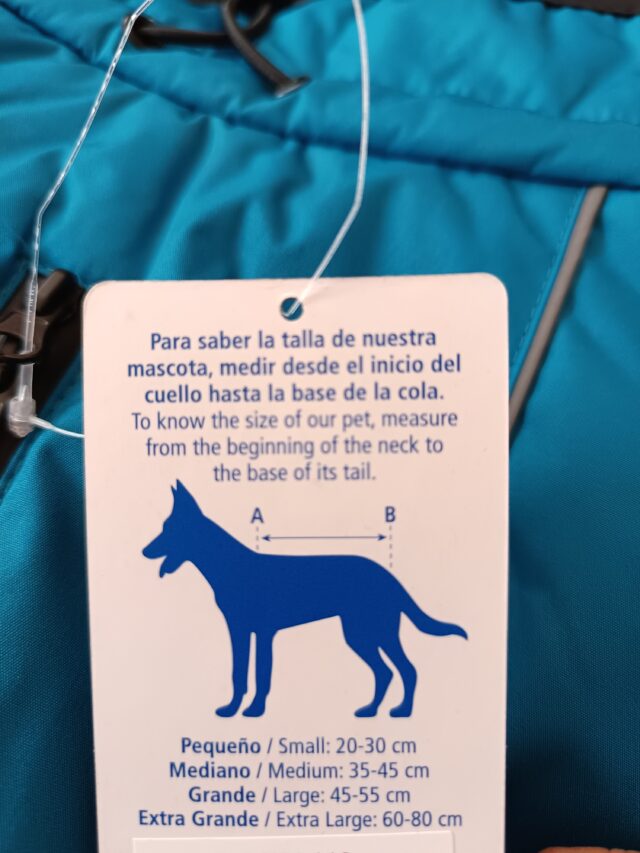 Para saber la talla de nuestra
mascota, medir desde el inicio del
cuello hasta la base de la cola.
To know the size of our pet, measure
from the beginning of the neck to
the base of its tail.
A B
Pequeño / Small: 20-30 cm
Mediano / Medium: 35-45 cm
Grande / Large: 45-55 cm
Extra Grande / Extra Large: 60-80 cm